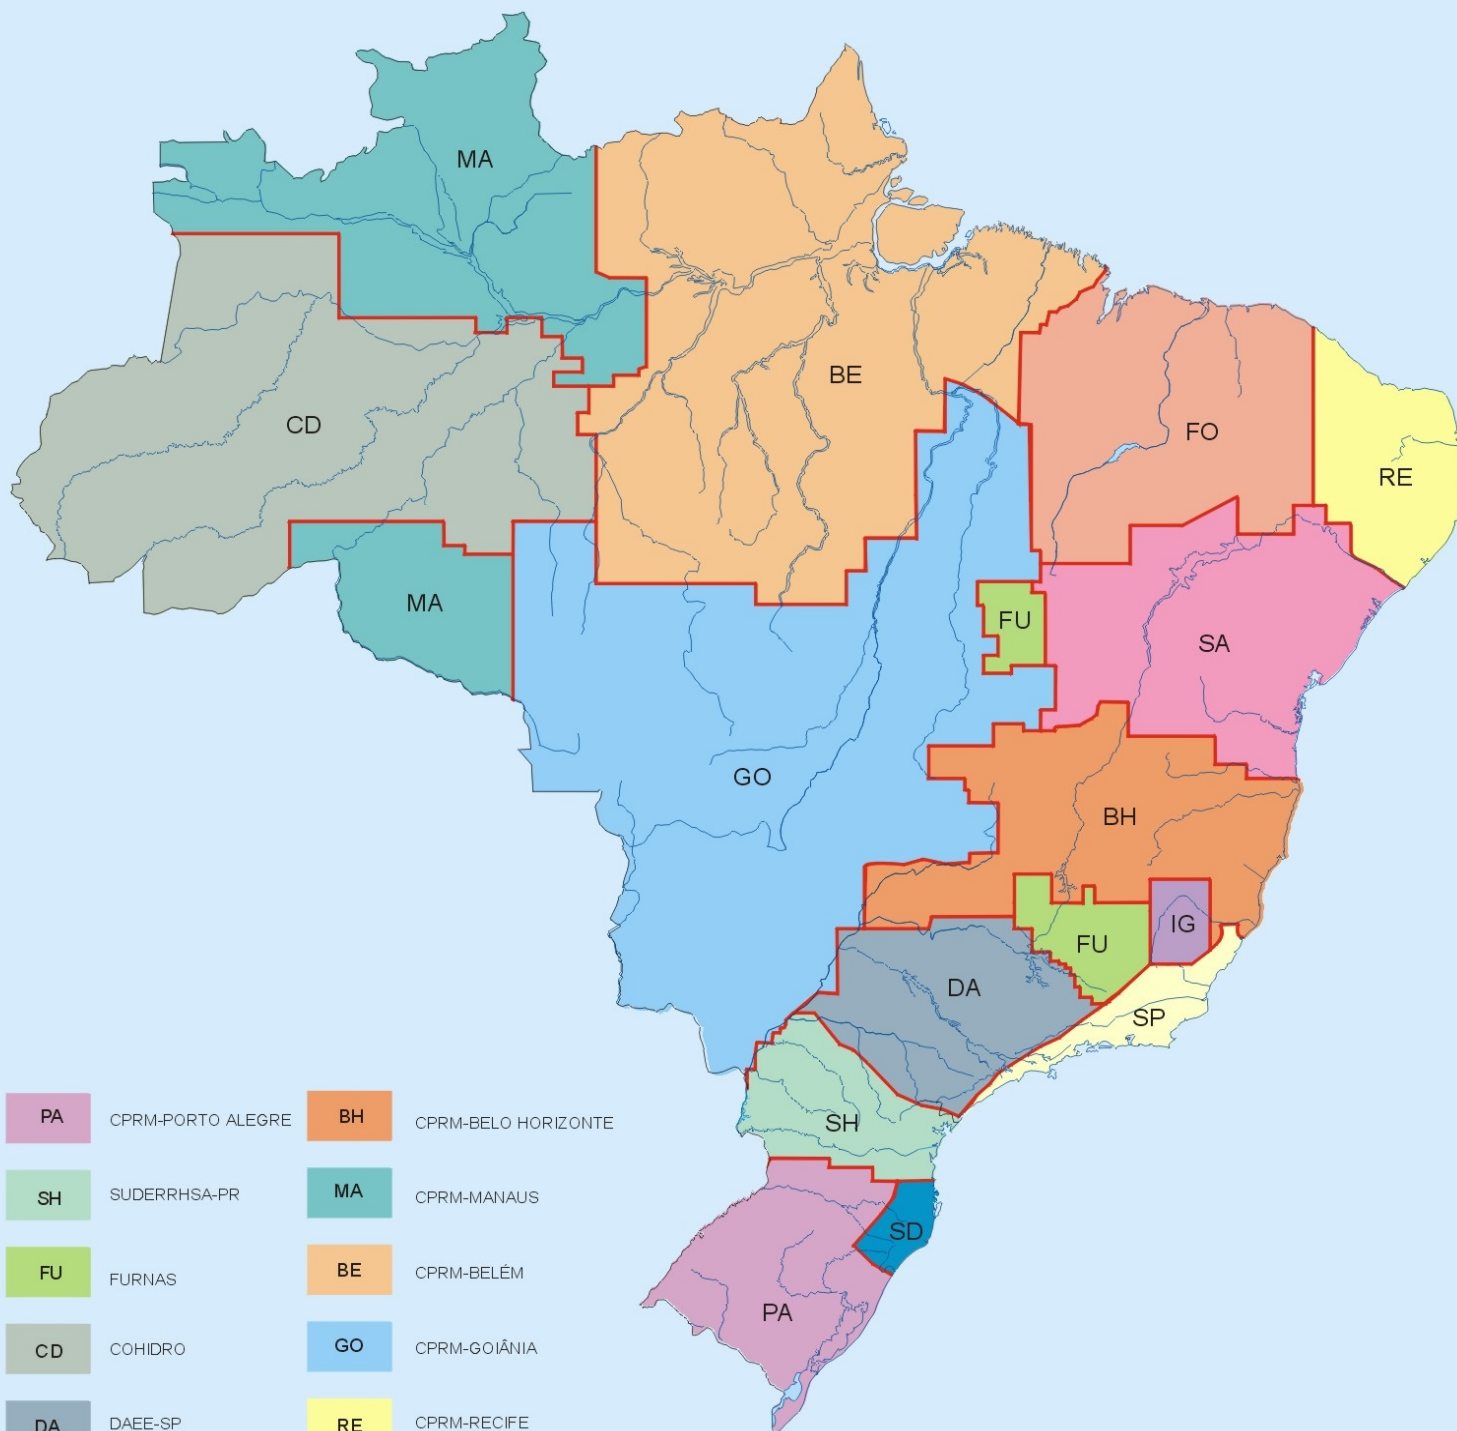 MA
BE
CD
FO
RE
MA
FU
SA
GO
BH
IG
FU
DA
SP
SH
SD
PA
PA CPRM-PORTO ALEGRE BH CPRM-BELO HORIZONTE
SH SUDERRHSA-PR MA CPRM-MANAUS
FU FURNAS BE CPRM-BELÉM
CD COHIDRO GO CPRM-GOIÂNIA
DA DAEE-SP RE CPRM-RECIFE